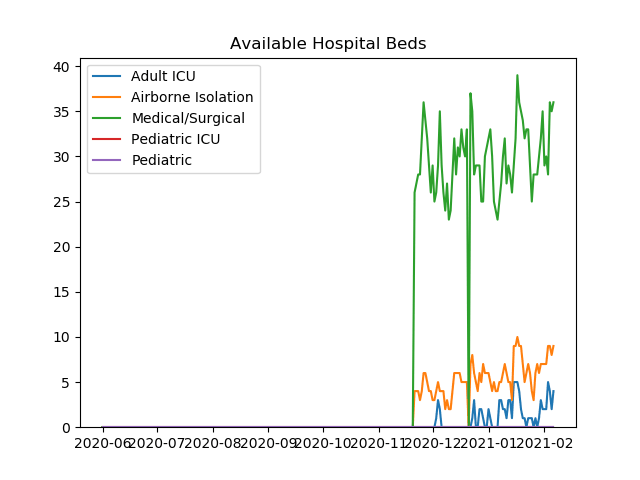 Available Hospital Beds
Adult ICU
Airborne Isolation
Medical/Surgical
Pediatric ICU
Pediatric
40
35
30
25
20
15
10
5
0
2020-06 2020-07 2020-08 2020-09 2020-10 2020-11 2020-12 2021-01 2021-02